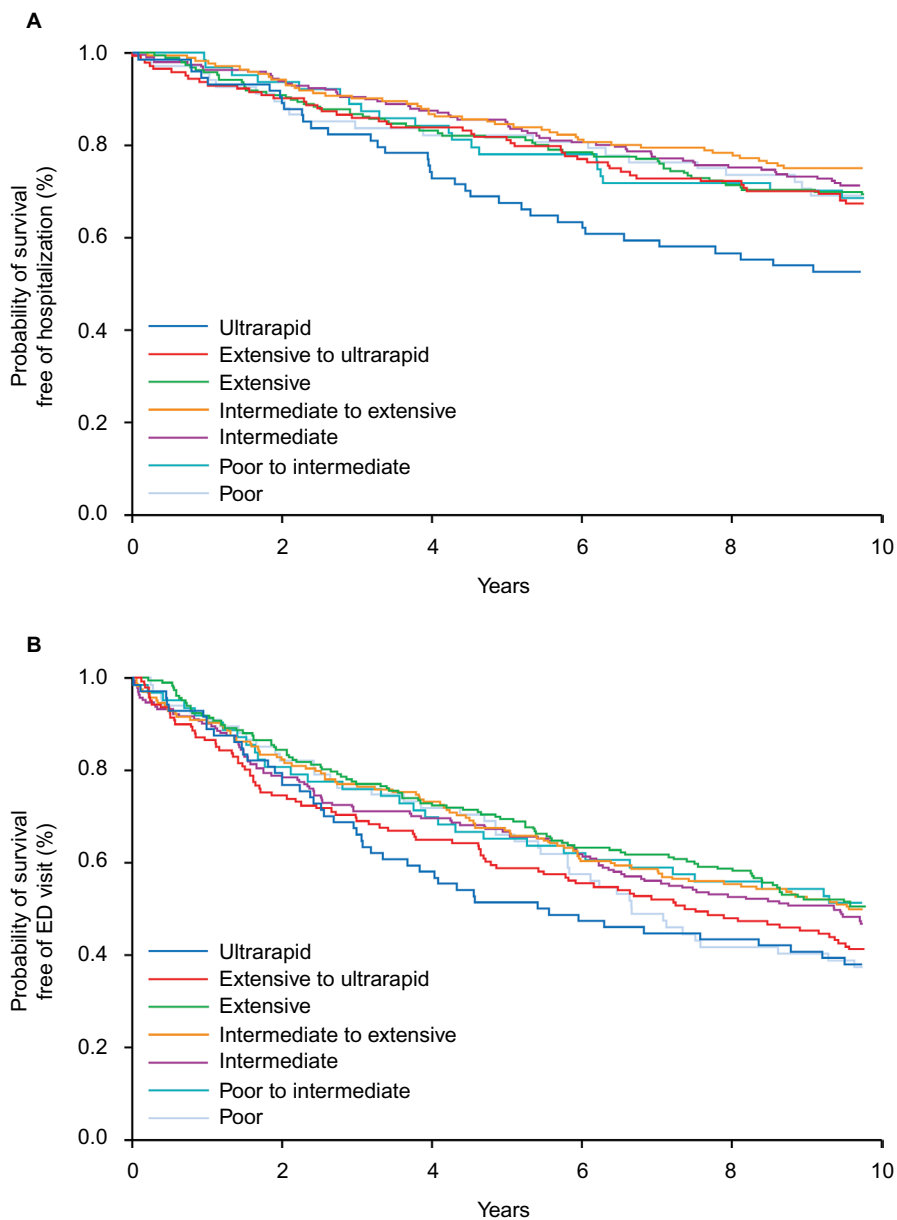 A
1.0
0.8
0.6
0.4
0.2
0.0
Probability of survival
free of hospitalization (%)
Ultrarapid
Extensive to ultrarapid
Extensive
Intermediate to extensive
Intermediate
Poor to intermediate
Poor
0 2 4 6 8 10
Years
B
1.0
0.8
0.6
0.4
0.2
0.0
Probability of survival
free of ED visit (%)
Ultrarapid
Extensive to ultrarapid
Extensive
Intermediate to extensive
Intermediate
Poor to intermediate
Poor
0 2 4 6 8 10
Years